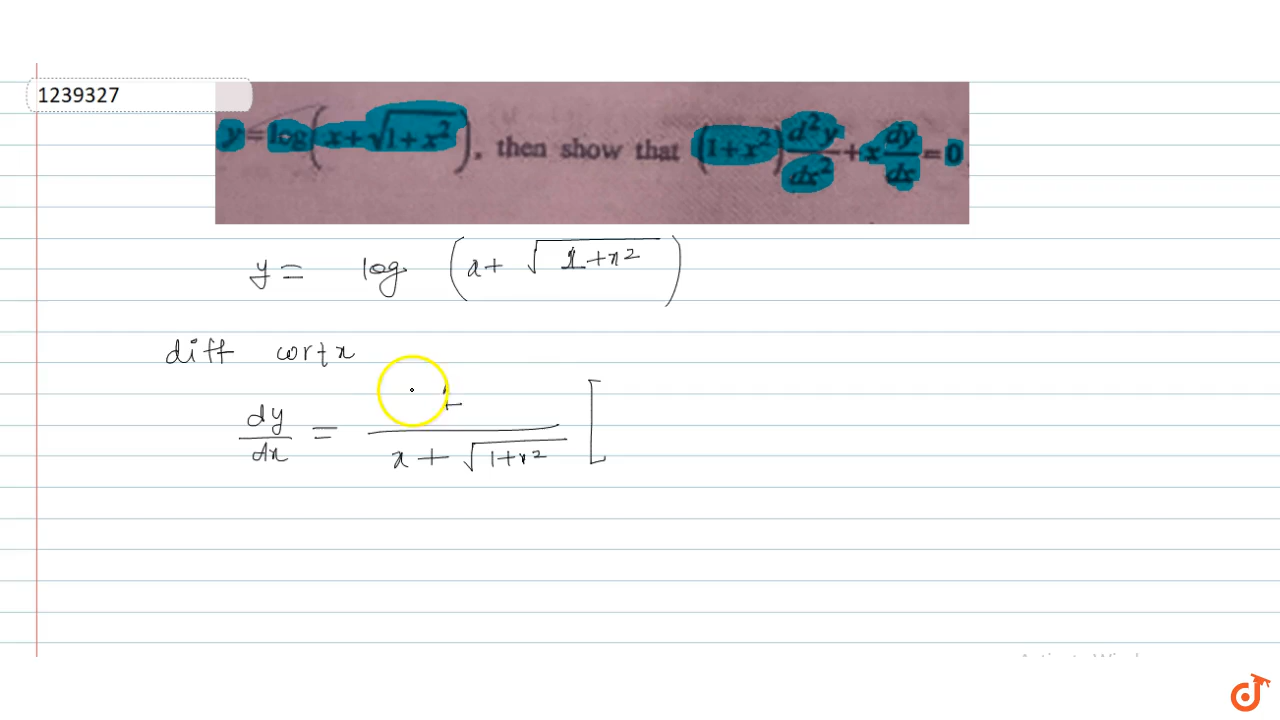 1239327
y = log(x + √(1 + x²)), then show that (1 + x²) d²y/dx² + x dy/dx = 0
y = log (x + √(1 + x²))
diff wrt x
dy/dx = 1/(x + √(1 + x²)) [